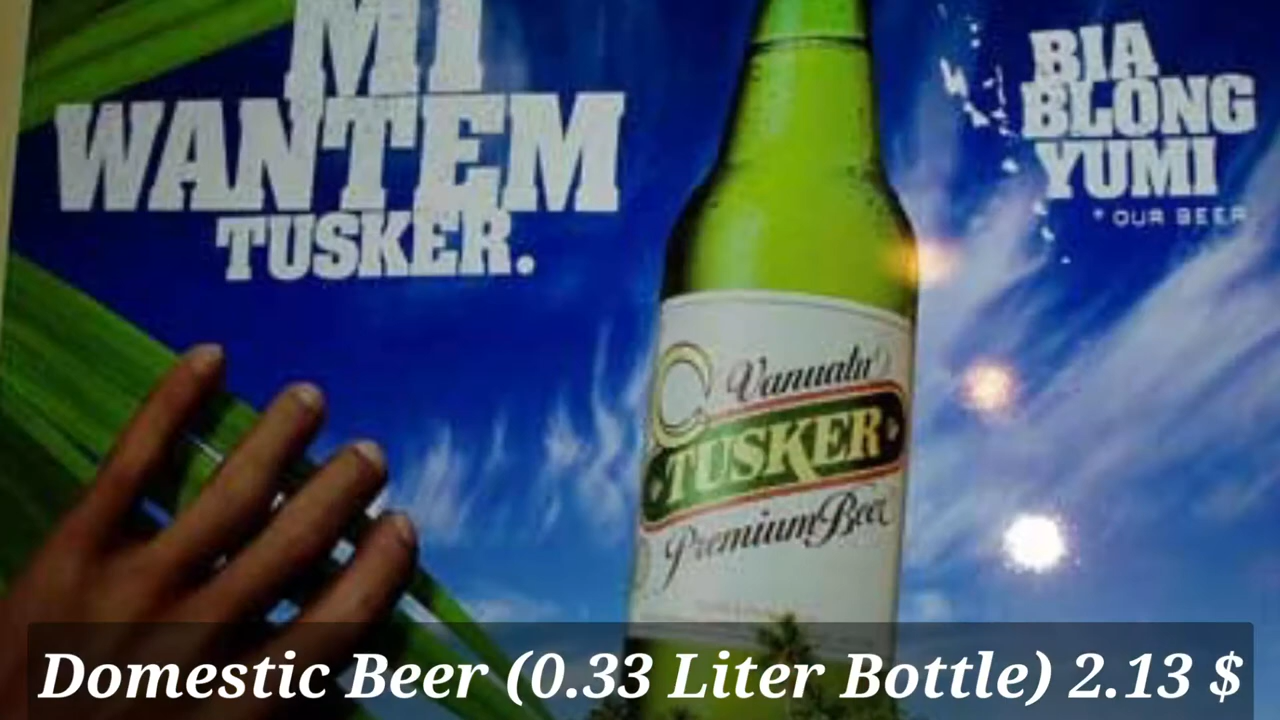 MI
WANTEM
TUSKER.
BIA
BLONG
YUMI
* OUR BEER
Vanuatu
TUSKER
Premium Beer
Domestic Beer (0.33 Liter Bottle) 2.13 $